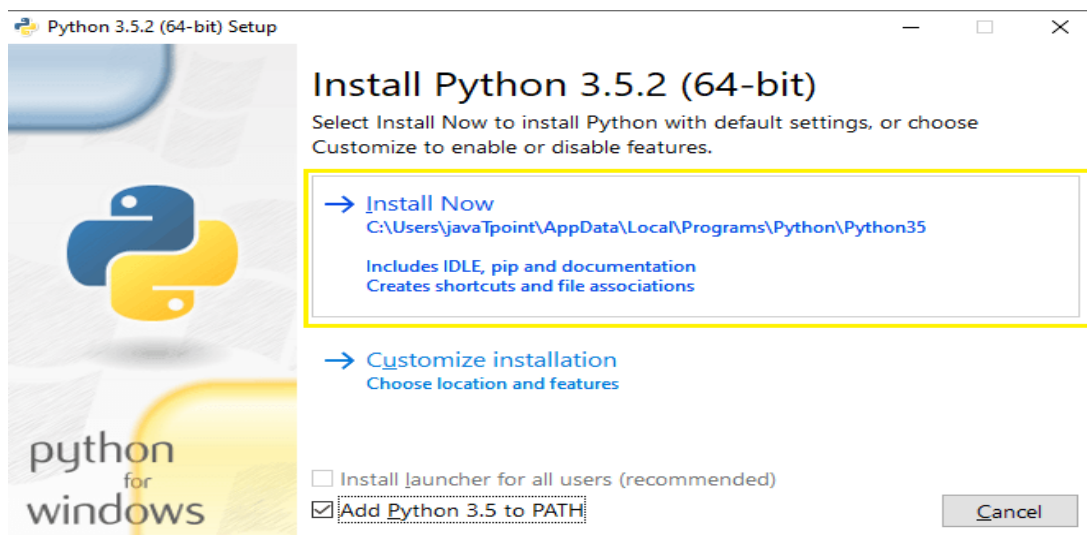 Python 3.5.2 (64-bit) Setup
Install Python 3.5.2 (64-bit)
Select Install Now to install Python with default settings, or choose
Customize to enable or disable features.
Install Now
C:\Users\javaTpoint\AppData\Local\Programs\Python\Python35
Includes IDLE, pip and documentation
Creates shortcuts and file associations
Customize installation
Choose location and features
python
for
windows
Install launcher for all users (recommended)
Add Python 3.5 to PATH
Cancel